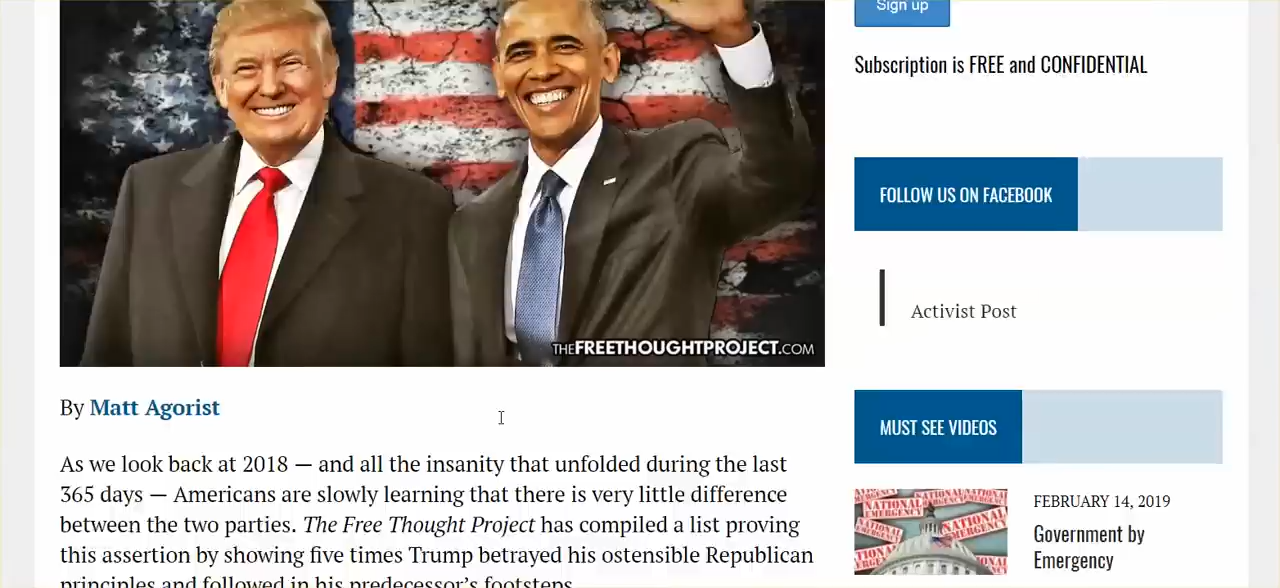 Sign up
Subscription is FREE and CONFIDENTIAL
FOLLOW US ON FACEBOOK
Activist Post
THEFREETHOUGHTPROJECT.COM
By Matt Agorist
As we look back at 2018 — and all the insanity that unfolded during the last
365 days — Americans are slowly learning that there is very little difference
between the two parties. The Free Thought Project has compiled a list proving
this assertion by showing five times Trump betrayed his ostensible Republican
principles and followed in his predecessor's footsteps.
MUST SEE VIDEOS
NATIONAL
EMERGENCY
FEBRUARY 14, 2019
Government by
Emergency